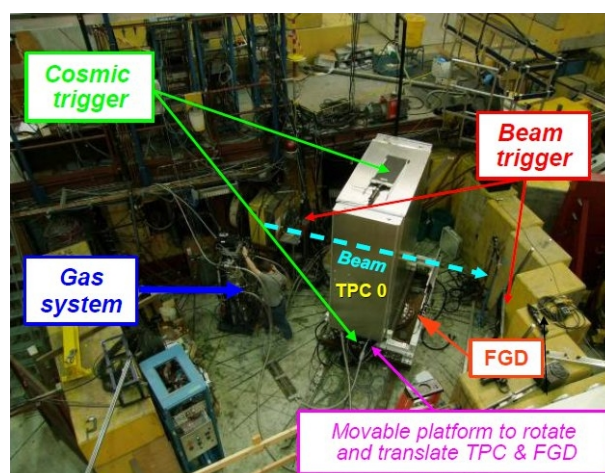 Cosmic
trigger
Beam
trigger
Beam
TPC 0
Gas
system
FGD
Movable platform to rotate
and translate TPC & FGD